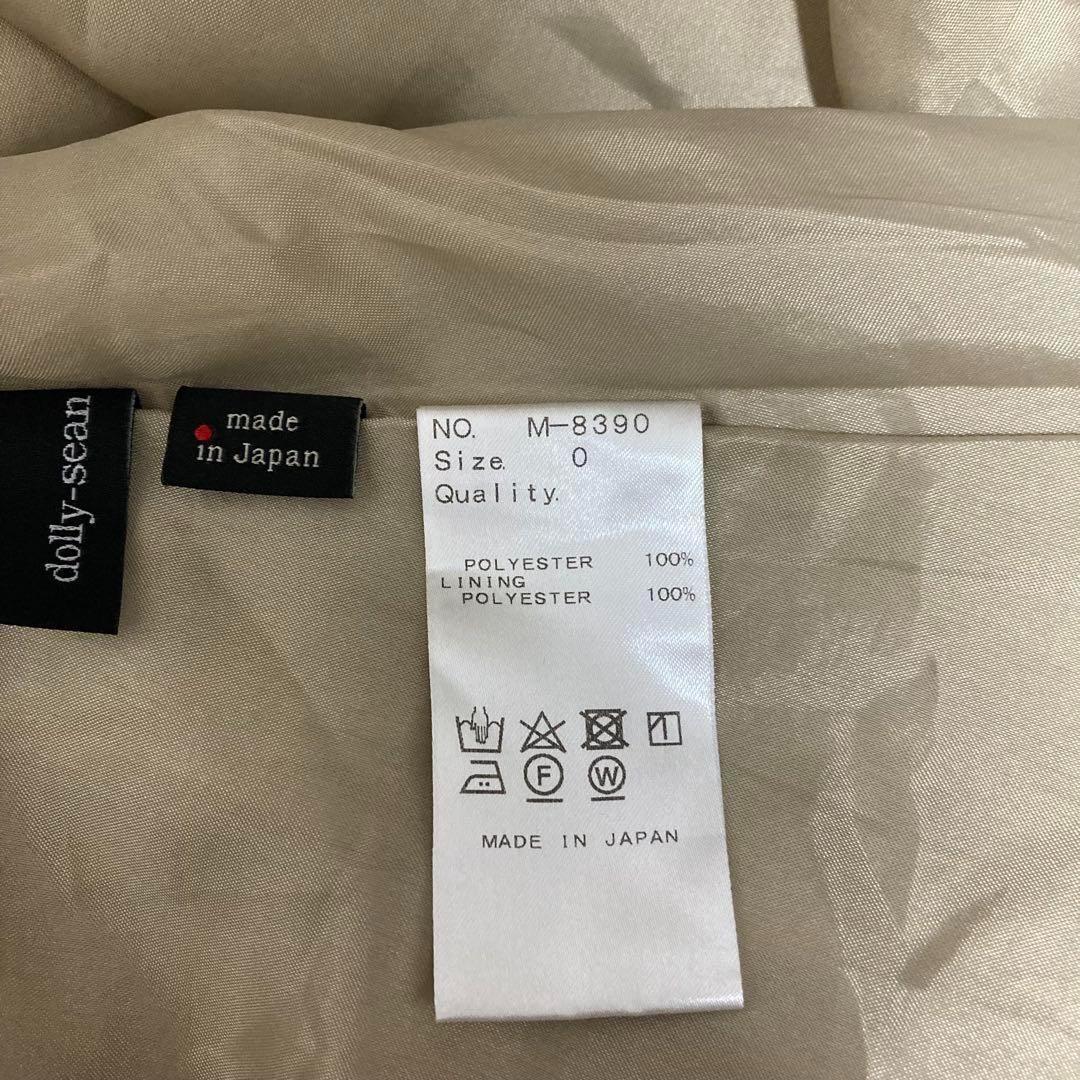 dolly-sean
made
in Japan
NO. M-8390
Size. 0
Quality.
POLYESTER 100%
LINING
POLYESTER 100%
F W
MADE IN JAPAN